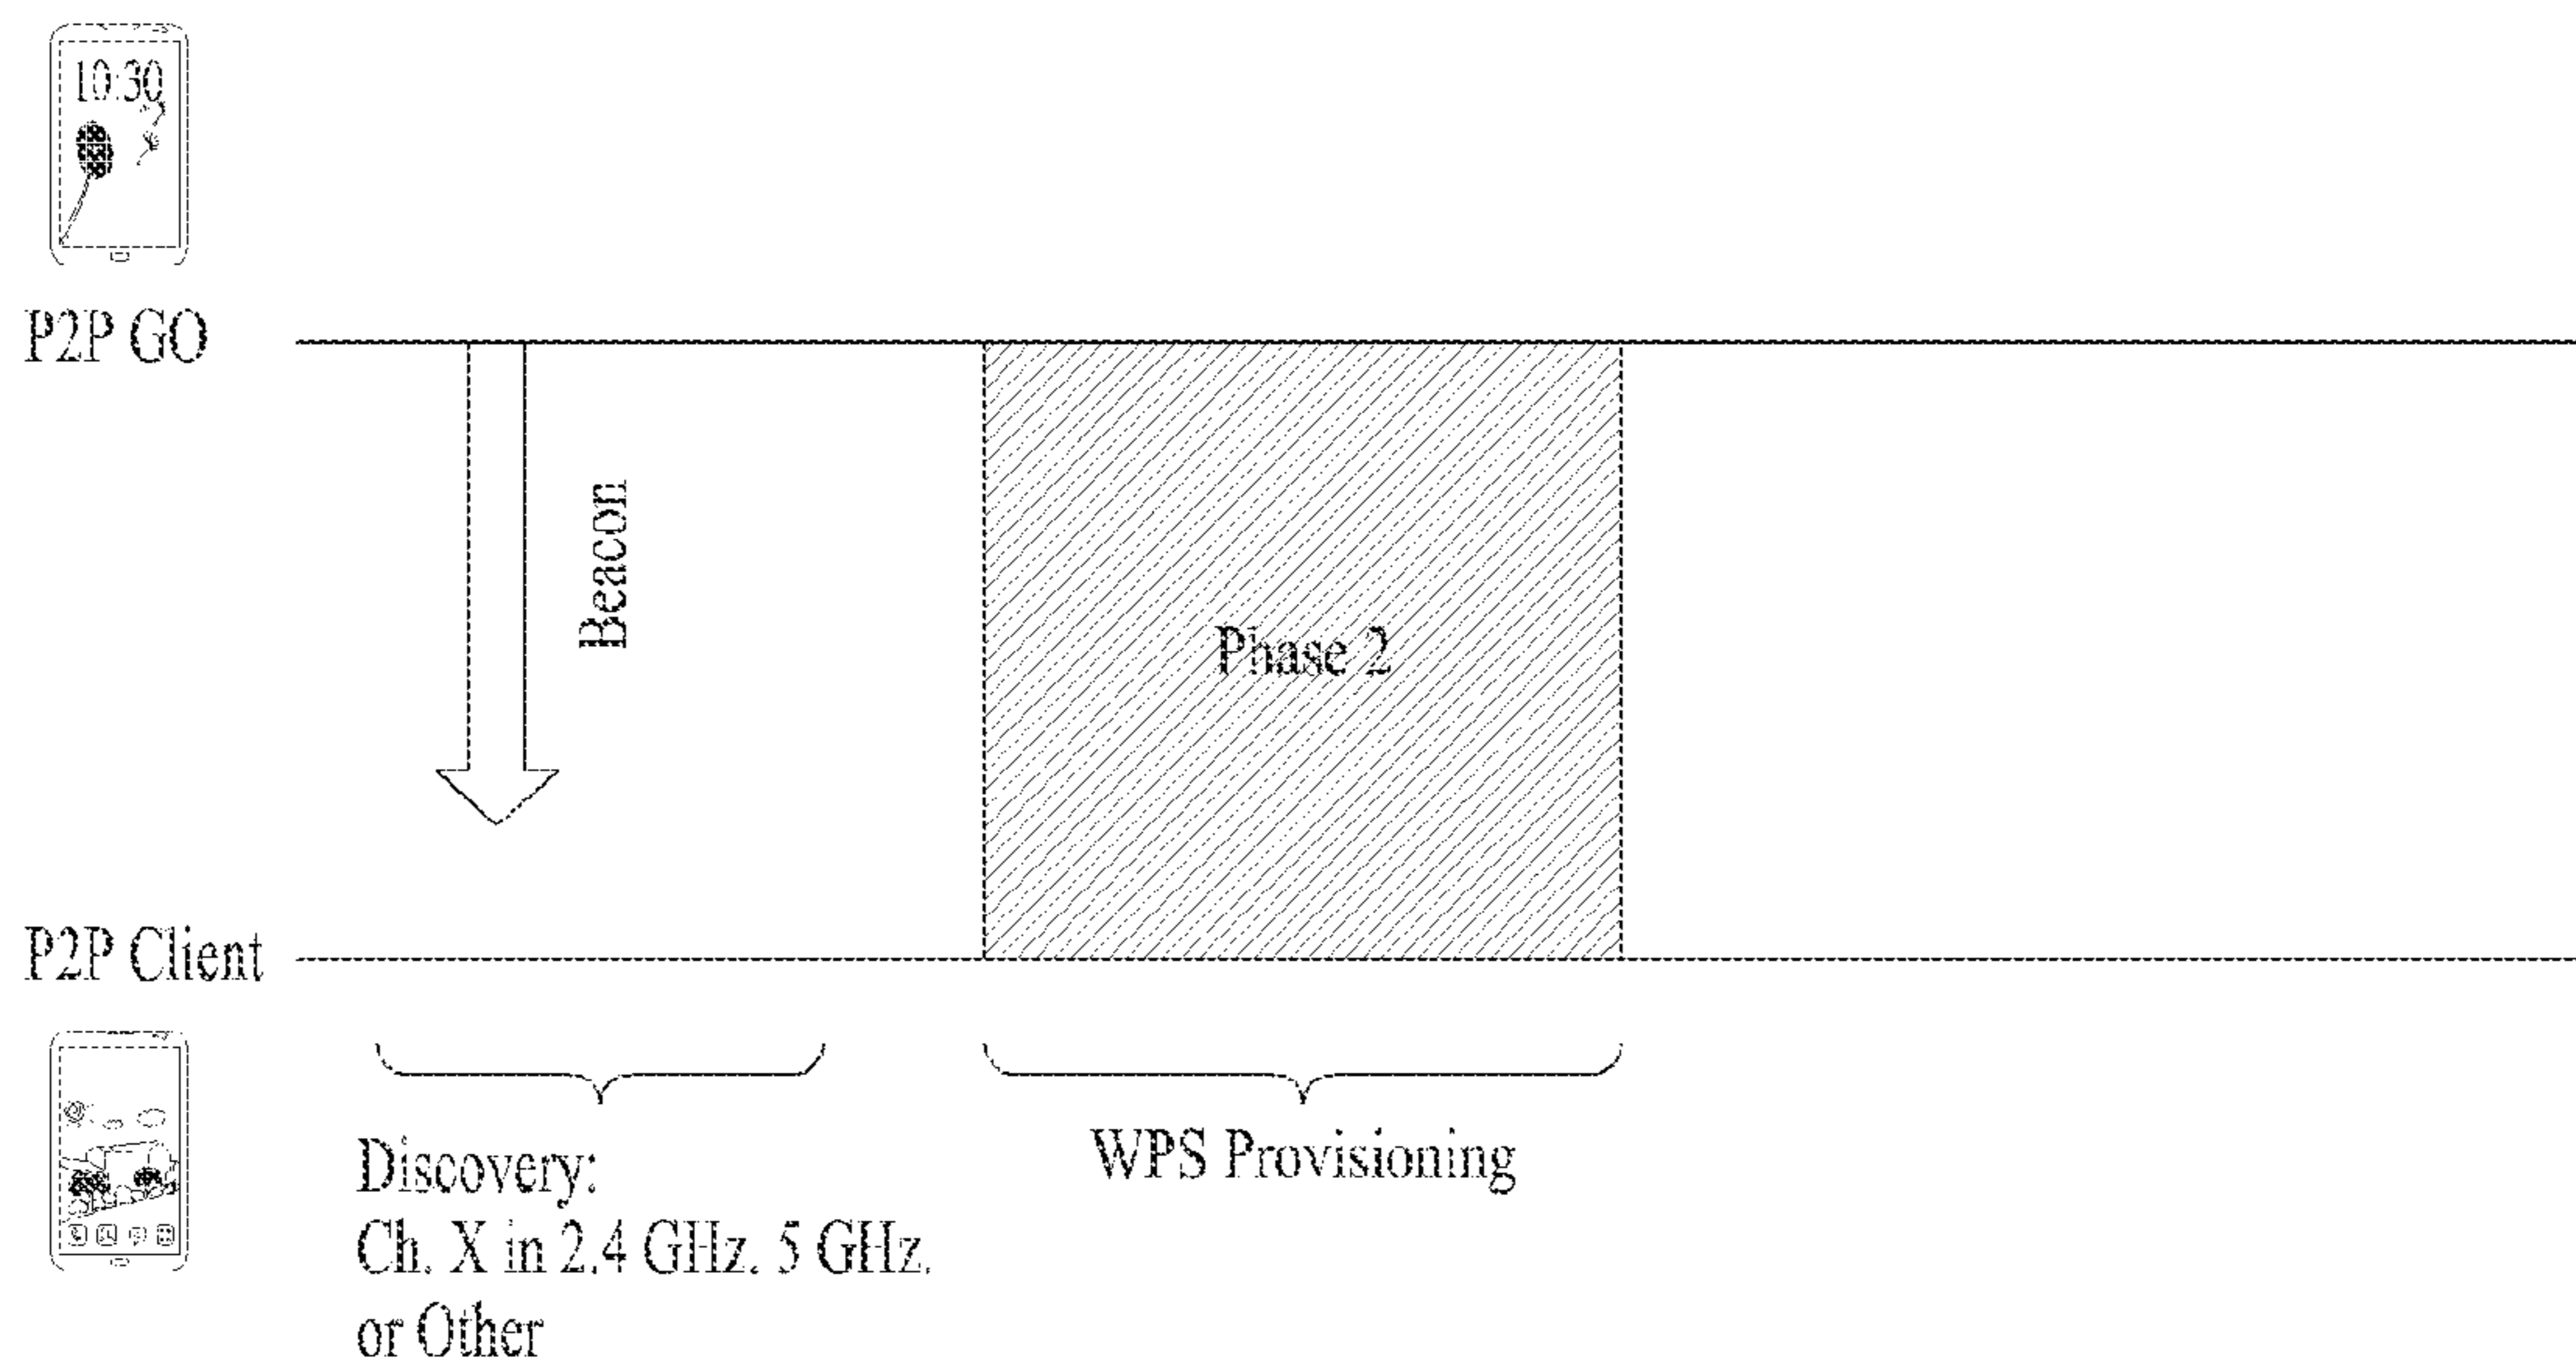 10:30
P2P GO
Beacon
Phase 2
P2P Client
Discovery:
Ch. X in 2.4 GHz. 5 GHz.
or Other
WPS Provisioning